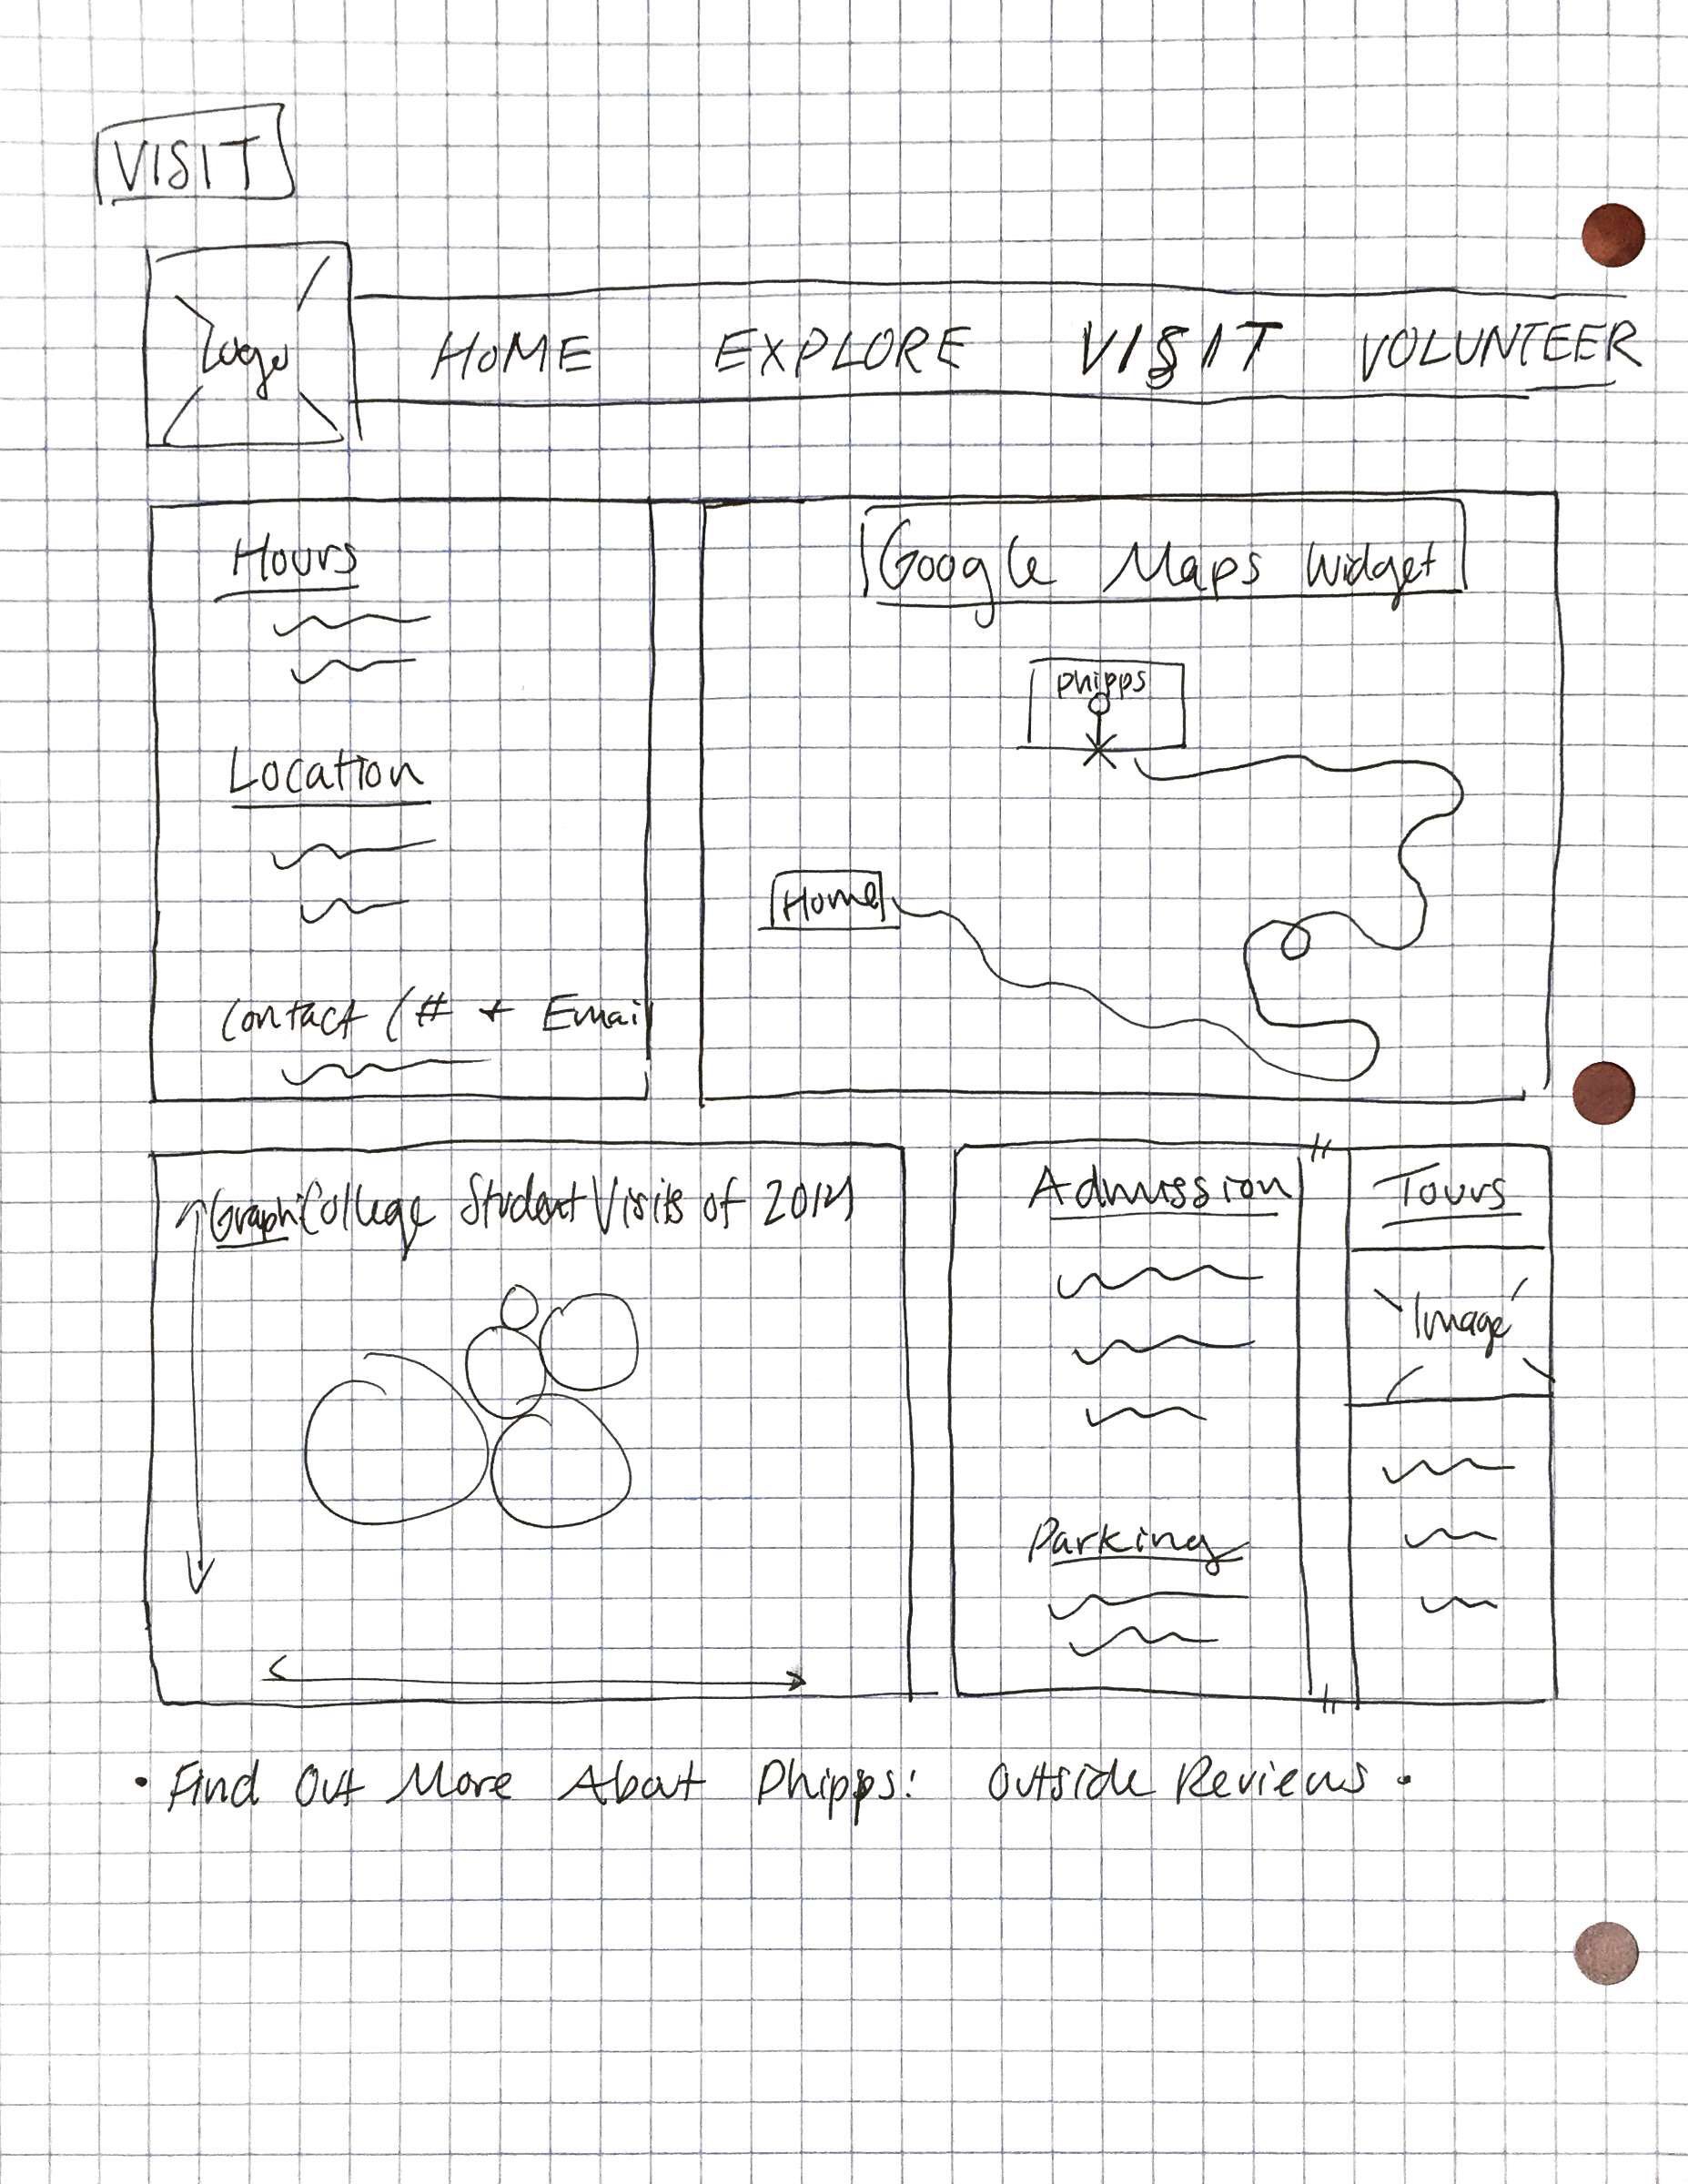 VISIT
Logo HOME EXPLORE VISIT VOLUNTEER
Hours
Location
Contact (# + Email
Google Maps Widget
Phipps
Home
Graph College Student Visits of 2014
Admission
Parking
Tours
Image
• Find Out More About Phipps: Outside Reviews •